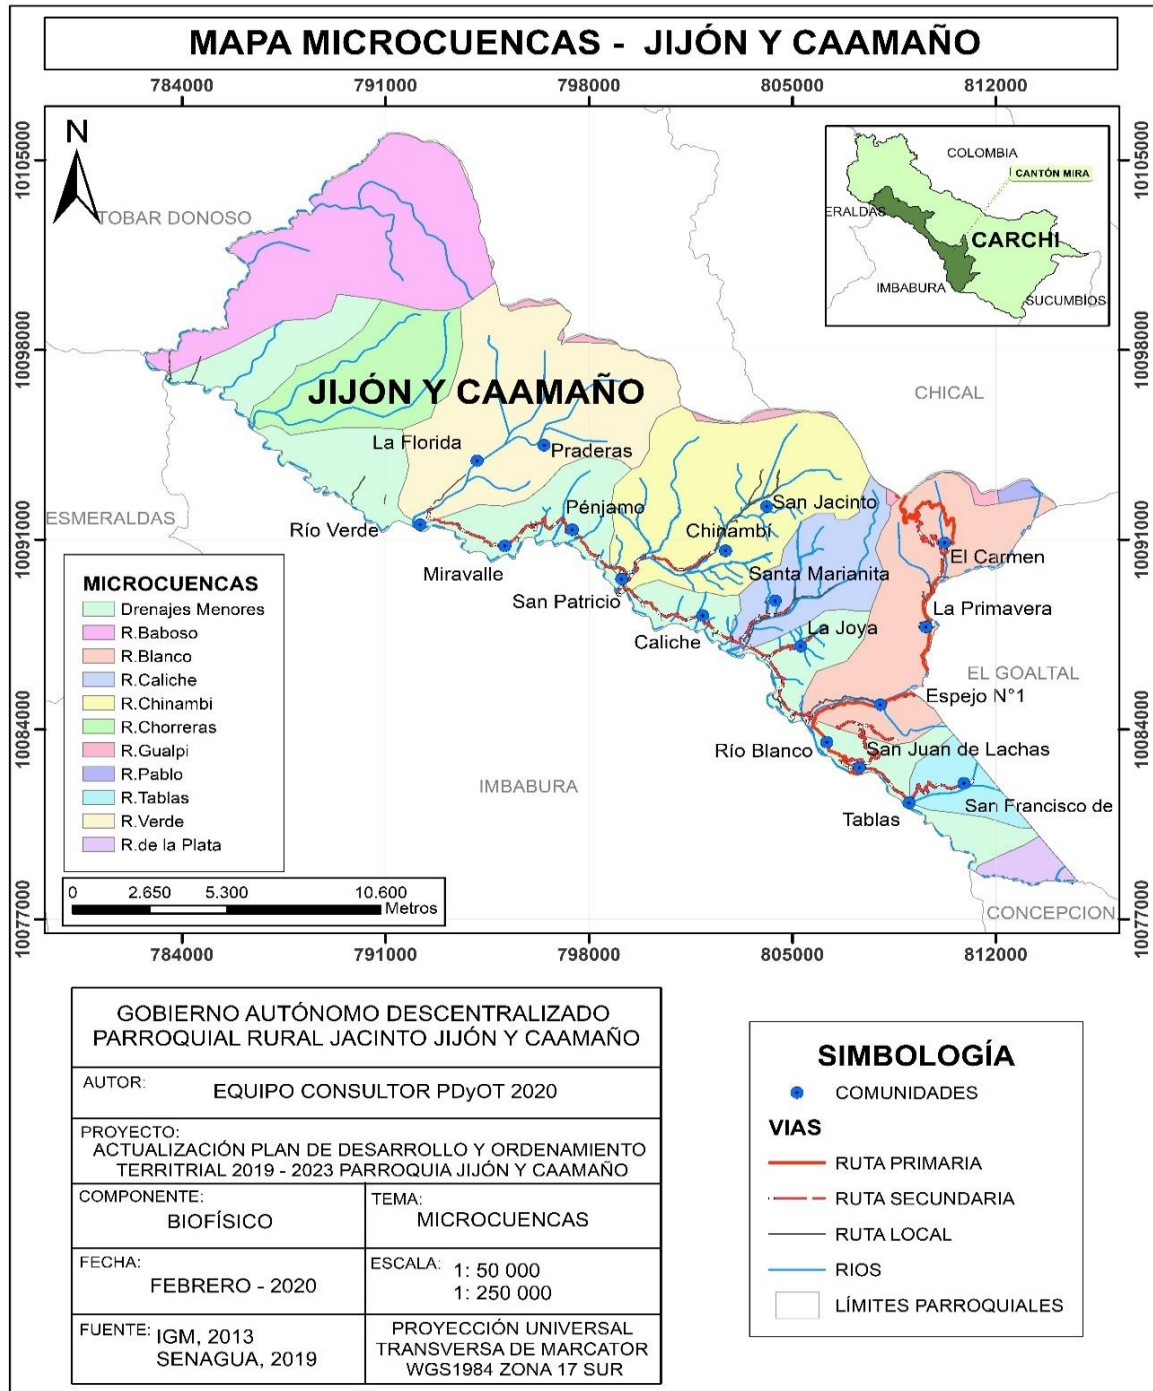 MAPA MICROCUENCAS - JIJÓN Y CAAMAÑO
784000 791000 798000 805000 812000
10105000 10105000
N
TOBAR DONOSO
COLOMBIA
CANTÓN MIRA
ERALDAS
CARCHI
IMBABURA
SUCUMBÍOS
10098000 10098000
JIJÓN Y CAAMAÑO
CHICAL
La Florida
Praderas
San Jacinto
Pénjamo
Chinambí
ESMERALDAS
Río Verde
10091000 10091000
El Carmen
Miravalle
Santa Marianita
San Patricio
La Primavera
Caliche
La Joya
EL GOALTAL
Espejo N°1
10084000 10084000
Río Blanco
San Juan de Lachas
IMBABURA
San Francisco de
Tablas
MICROCUENCAS
Drenajes Menores
R.Baboso
R.Blanco
R.Caliche
R.Chinambi
R.Chorreras
R.Gualpi
R.Pablo
R.Tablas
R.Verde
R.de la Plata
0 2.650 5.300 10.600
Metros
CONCEPCION
10077000 10077000
784000 791000 798000 805000 812000
GOBIERNO AUTÓNOMO DESCENTRALIZADO
PARROQUIAL RURAL JACINTO JIJÓN Y CAAMAÑO
AUTOR: EQUIPO CONSULTOR PDyOT 2020
PROYECTO:
ACTUALIZACIÓN PLAN DE DESARROLLO Y ORDENAMIENTO
TERRITRIAL 2019 - 2023 PARROQUIA JIJÓN Y CAAMAÑO
COMPONENTE:
BIOFÍSICO
TEMA:
MICROCUENCAS
FECHA:
FEBRERO - 2020
ESCALA: 1: 50 000
1: 250 000
FUENTE: IGM, 2013
SENAGUA, 2019
PROYECCIÓN UNIVERSAL
TRANSVERSA DE MARCATOR
WGS1984 ZONA 17 SUR
SIMBOLOGÍA
COMUNIDADES
VIAS
RUTA PRIMARIA
RUTA SECUNDARIA
RUTA LOCAL
RIOS
LÍMITES PARROQUIALES